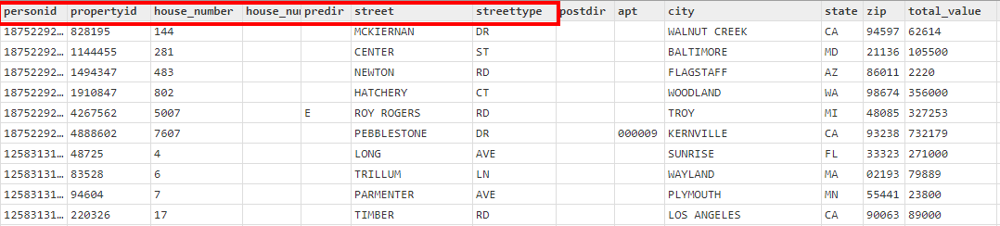 personid propertyid house_number house_num predir street streettype postdir apt city state zip total_value
18752292… 828195 144 MCKIERNAN DR WALNUT CREEK CA 94597 62614
18752292… 1144455 281 CENTER ST BALTIMORE MD 21136 105500
18752292… 1494347 483 NEWTON RD FLAGSTAFF AZ 86011 2220
18752292… 1910847 802 HATCHERY CT WOODLAND WA 98674 356000
18752292… 4267562 5007 E ROY ROGERS RD TROY MI 48085 327253
18752292… 4888602 7607 PEBBLESTONE DR 000009 KERNVILLE CA 93238 732179
12583131… 48725 4 LONG AVE SUNRISE FL 33323 271000
12583131… 83528 6 TRILLUM LN WAYLAND MA 02193 79889
12583131… 94604 7 PARMENTER AVE PLYMOUTH MN 55441 23800
12583131… 220326 17 TIMBER RD LOS ANGELES CA 90063 89000